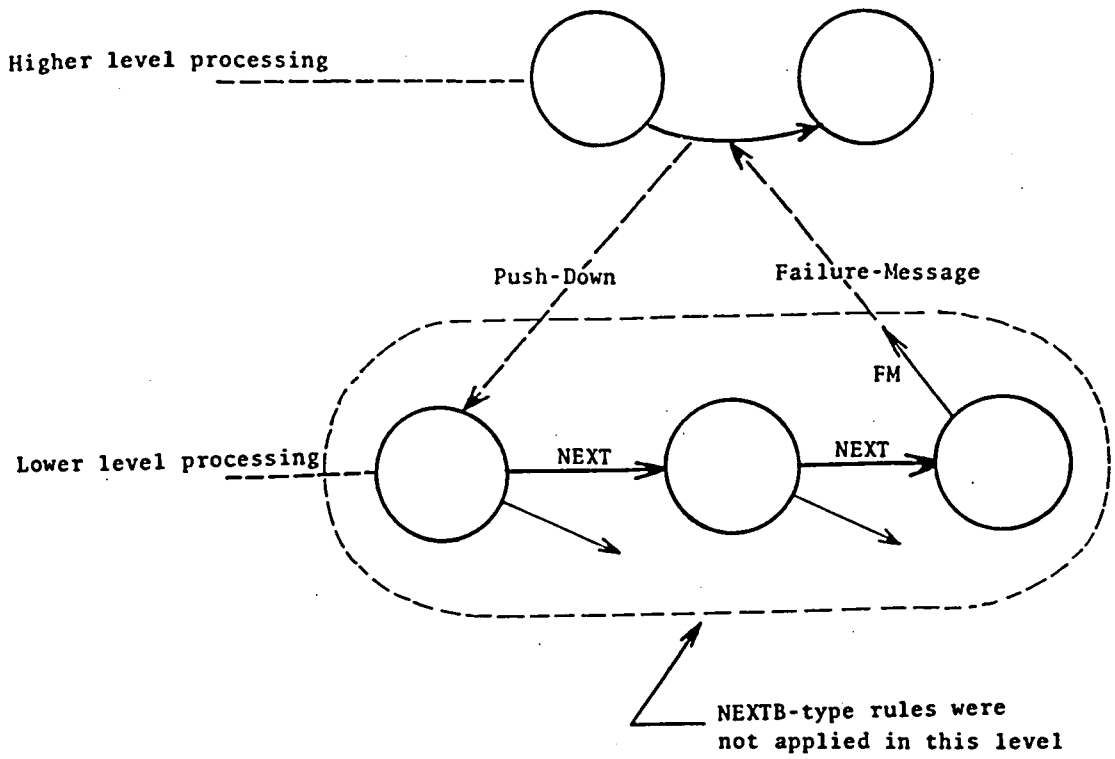 Higher level processing
Push-Down
Failure-Message
FM
Lower level processing
NEXT
NEXT
NEXTB-type rules were
not applied in this level